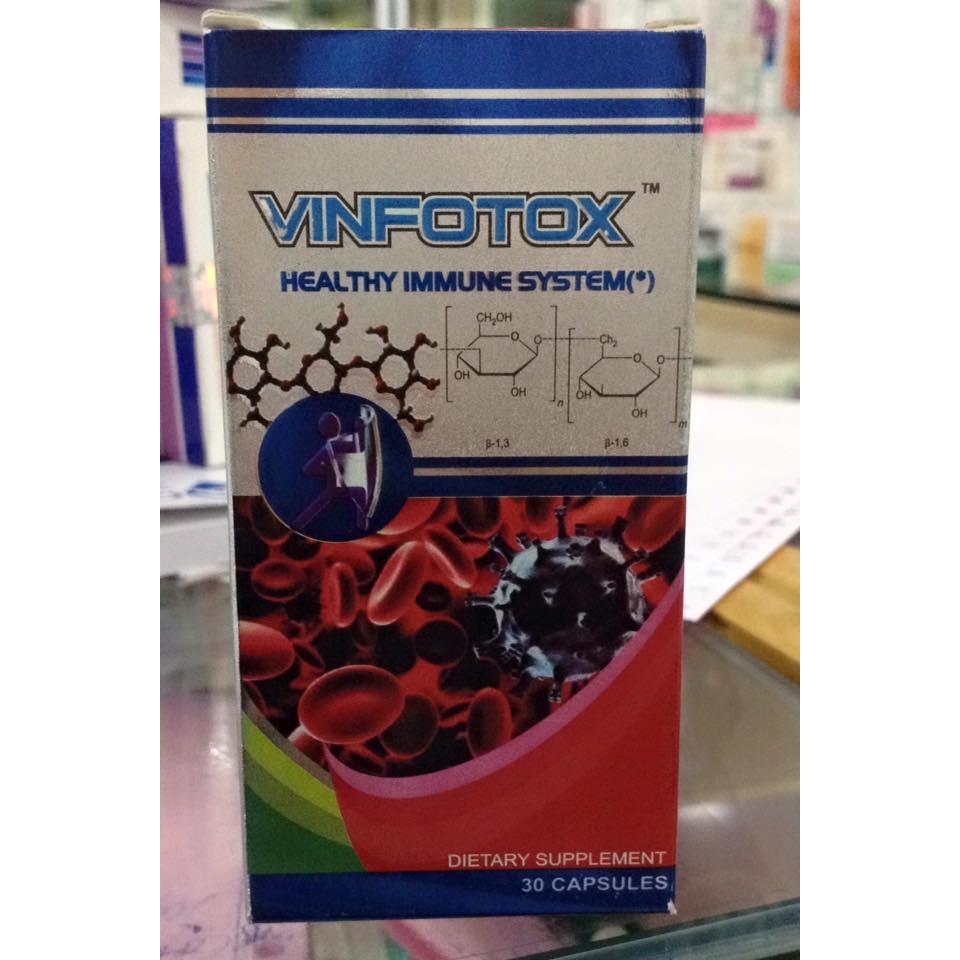 VINFOTOX™
HEALTHY IMMUNE SYSTEM(*)
CH₂OH
O
O
OH
OH
n
β-1,3
Ch₂
O
O
OH
OH
m
β-1,6
DIETARY SUPPLEMENT
30 CAPSULES